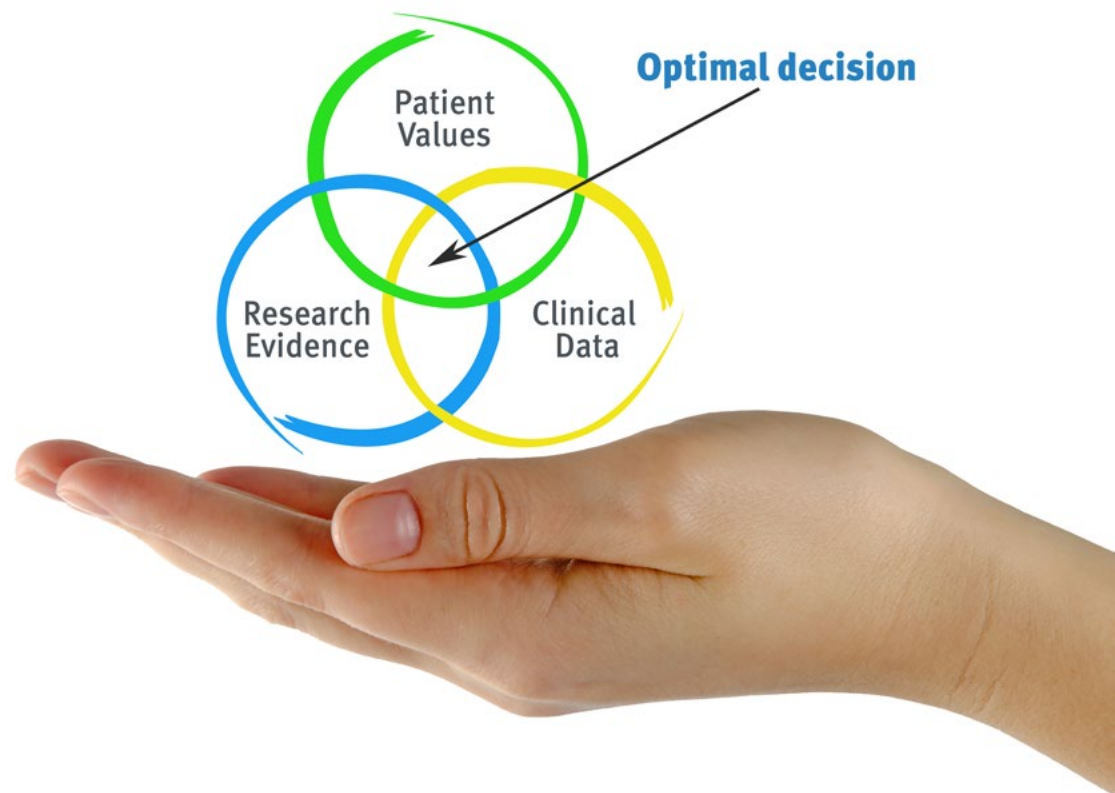 Optimal decision
Patient
Values
Research
Evidence
Clinical
Data